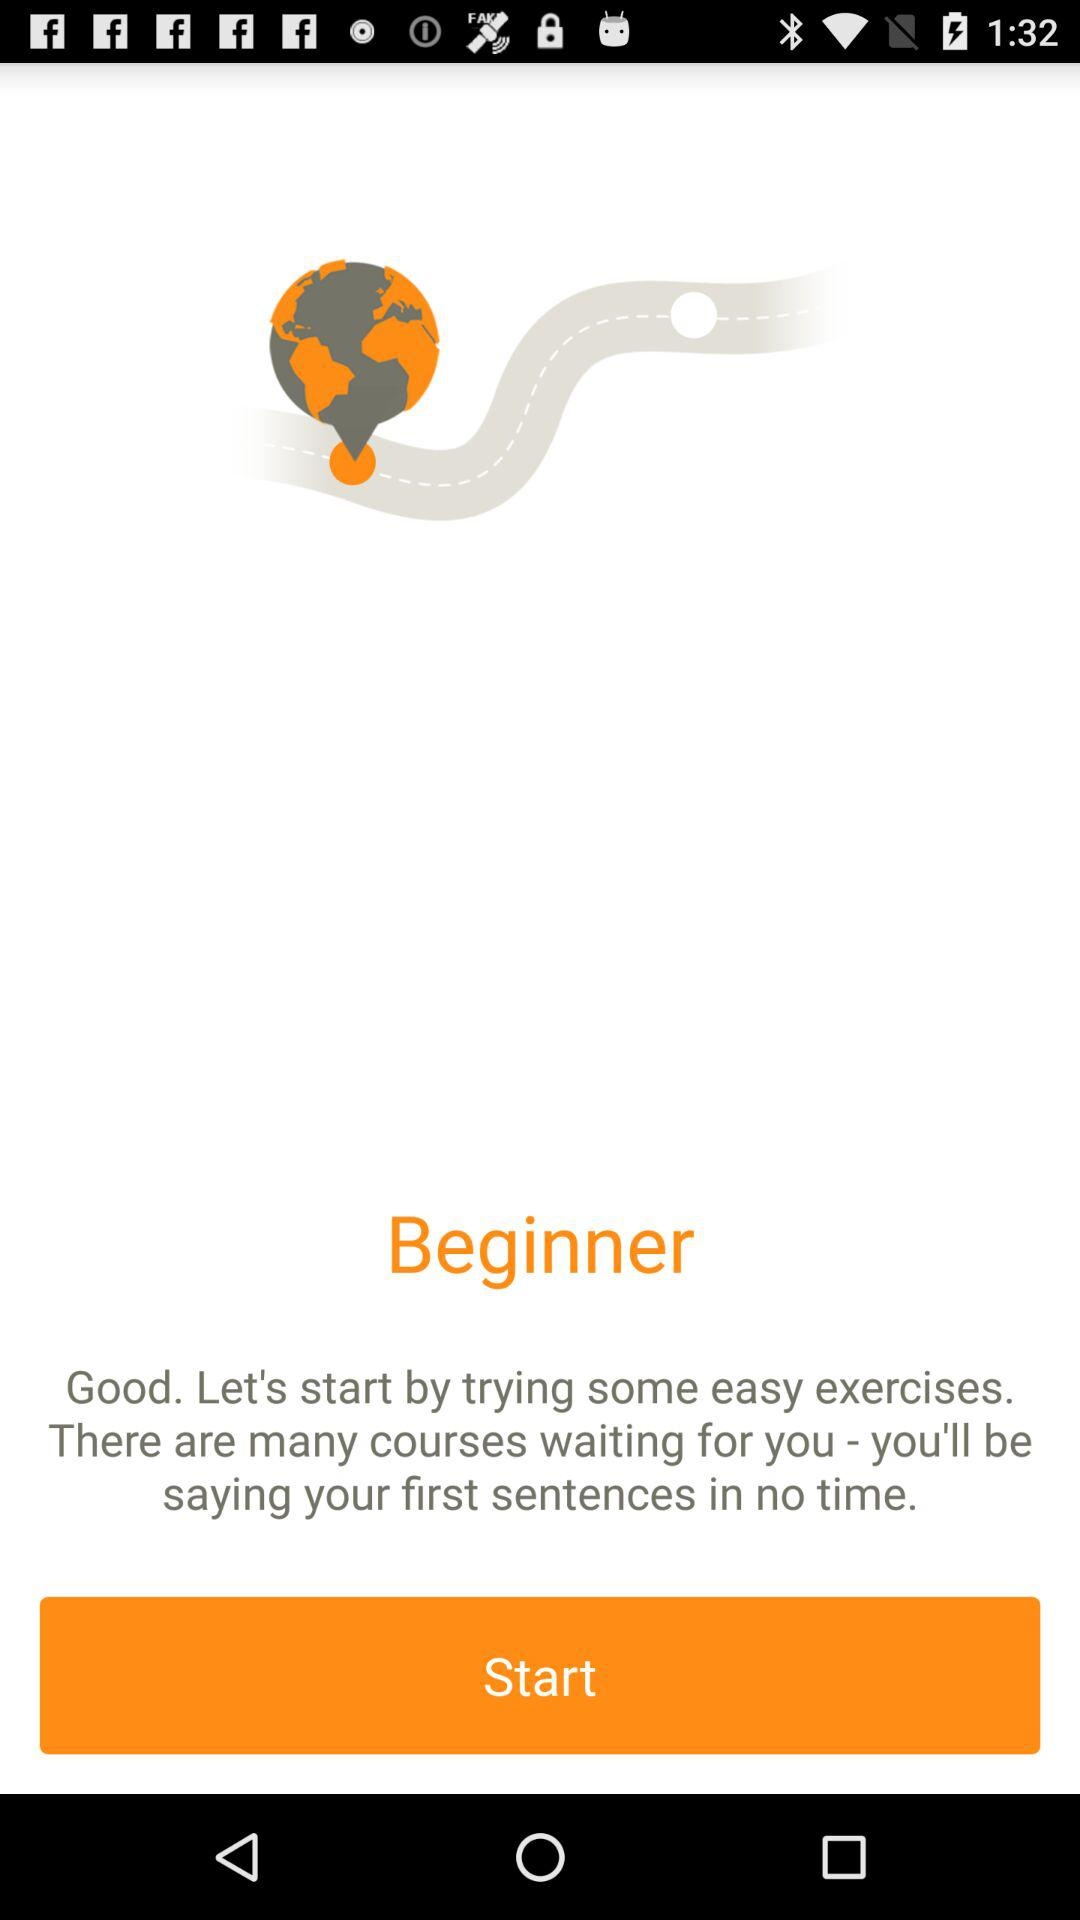 FAKE
1:32
Beginner
Good. Let's start by trying some easy exercises.
There are many courses waiting for you - you'll be
saying your first sentences in no time.
Start